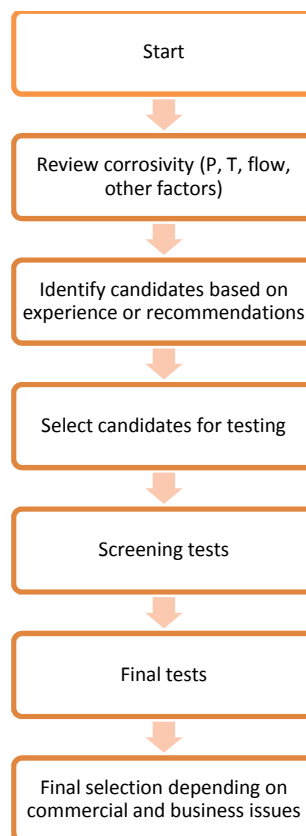 Start
Review corrosivity (P, T, flow,
other factors)
Identify candidates based on
experience or recommendations
Select candidates for testing
Screening tests
Final tests
Final selection depending on
commercial and business issues